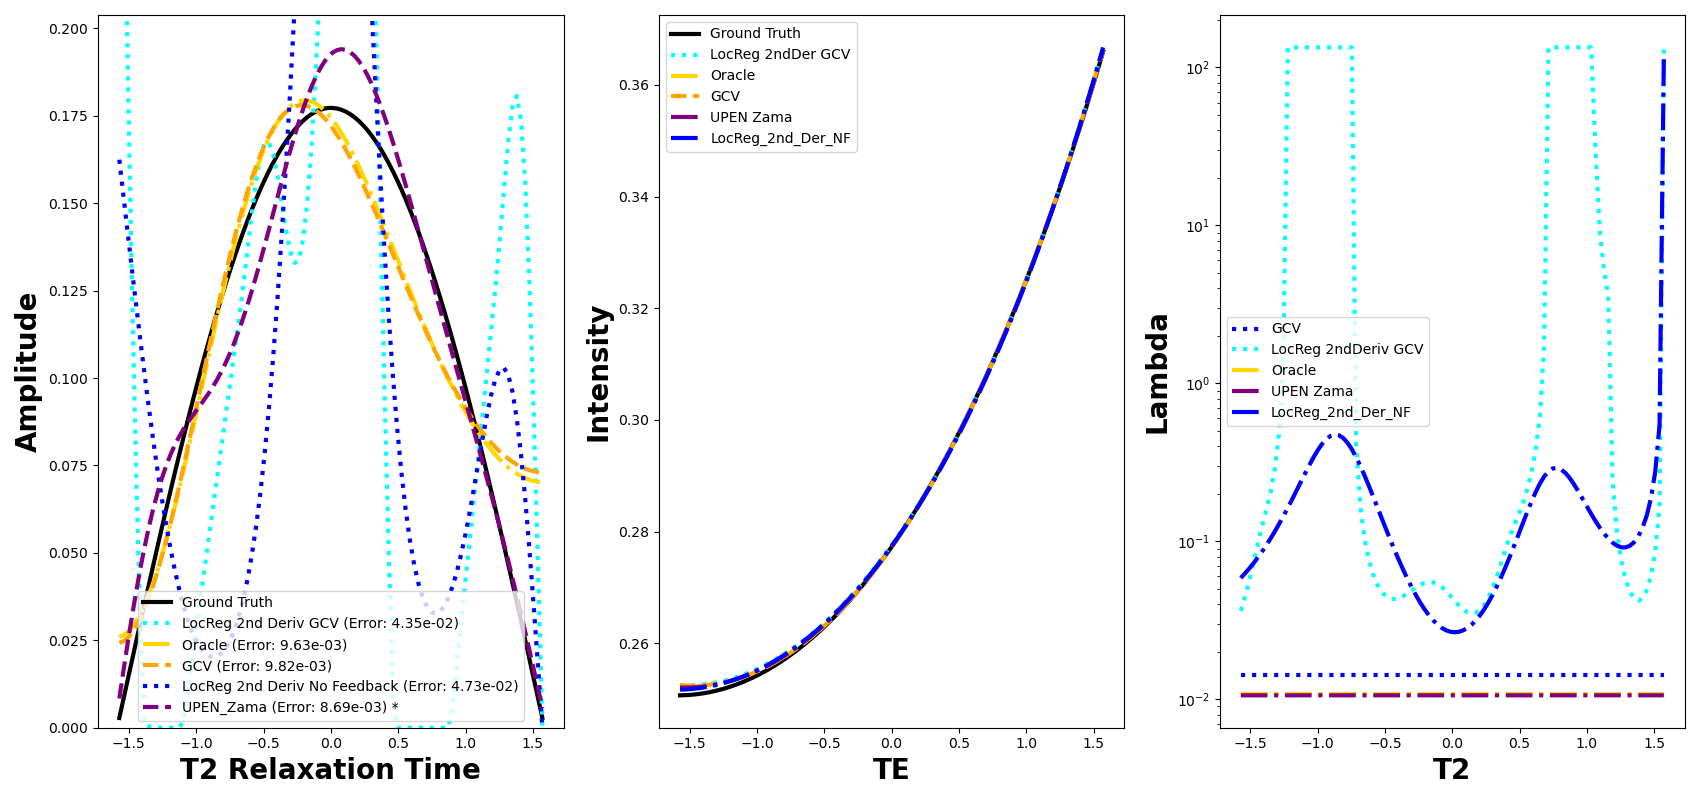 Amplitude
0.200
0.175
0.150
0.125
0.100
0.075
0.050
0.025
0.000
Ground Truth
LocReg 2nd Deriv GCV (Error: 4.35e-02)
Oracle (Error: 9.63e-03)
GCV (Error: 9.82e-03)
LocReg 2nd Deriv No Feedback (Error: 4.73e-02)
UPEN_Zama (Error: 8.69e-03) *
−1.5 −1.0 −0.5 0.0 0.5 1.0 1.5
T2 Relaxation Time
Intensity
0.36
0.34
0.32
0.30
0.28
0.26
Ground Truth
LocReg 2ndDer GCV
Oracle
GCV
UPEN Zama
LocReg_2nd_Der_NF
−1.5 −1.0 −0.5 0.0 0.5 1.0 1.5
TE
Lambda
10²
10¹
10⁰
10⁻¹
10⁻²
GCV
LocReg 2ndDeriv GCV
Oracle
UPEN Zama
LocReg_2nd_Der_NF
−1.5 −1.0 −0.5 0.0 0.5 1.0 1.5
T2